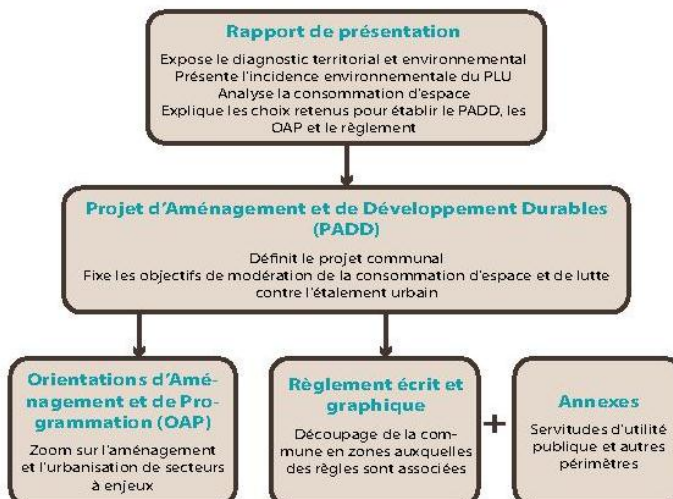 Rapport de présentation
Expose le diagnostic territorial et environnemental
Présente l'incidence environnementale du PLU
Analyse la consommation d'espace
Explique les choix retenus pour établir le PADD, les
OAP et le règlement
Projet d'Aménagement et de Développement Durables
(PADD)
Définit le projet communal
Fixe les objectifs de modération de la consommation d'espace et de lutte
contre l'étalement urbain
Orientations d'Amé-
nagement et de Pro-
grammation (OAP)
Zoom sur l'aménagement
et l'urbanisation de secteurs
à enjeux
Règlement écrit et
graphique
Découpage de la com-
mune en zones auxquelles
des règles sont associées
+
Annexes
Servitudes d'utilité
publique et autres
périmètres